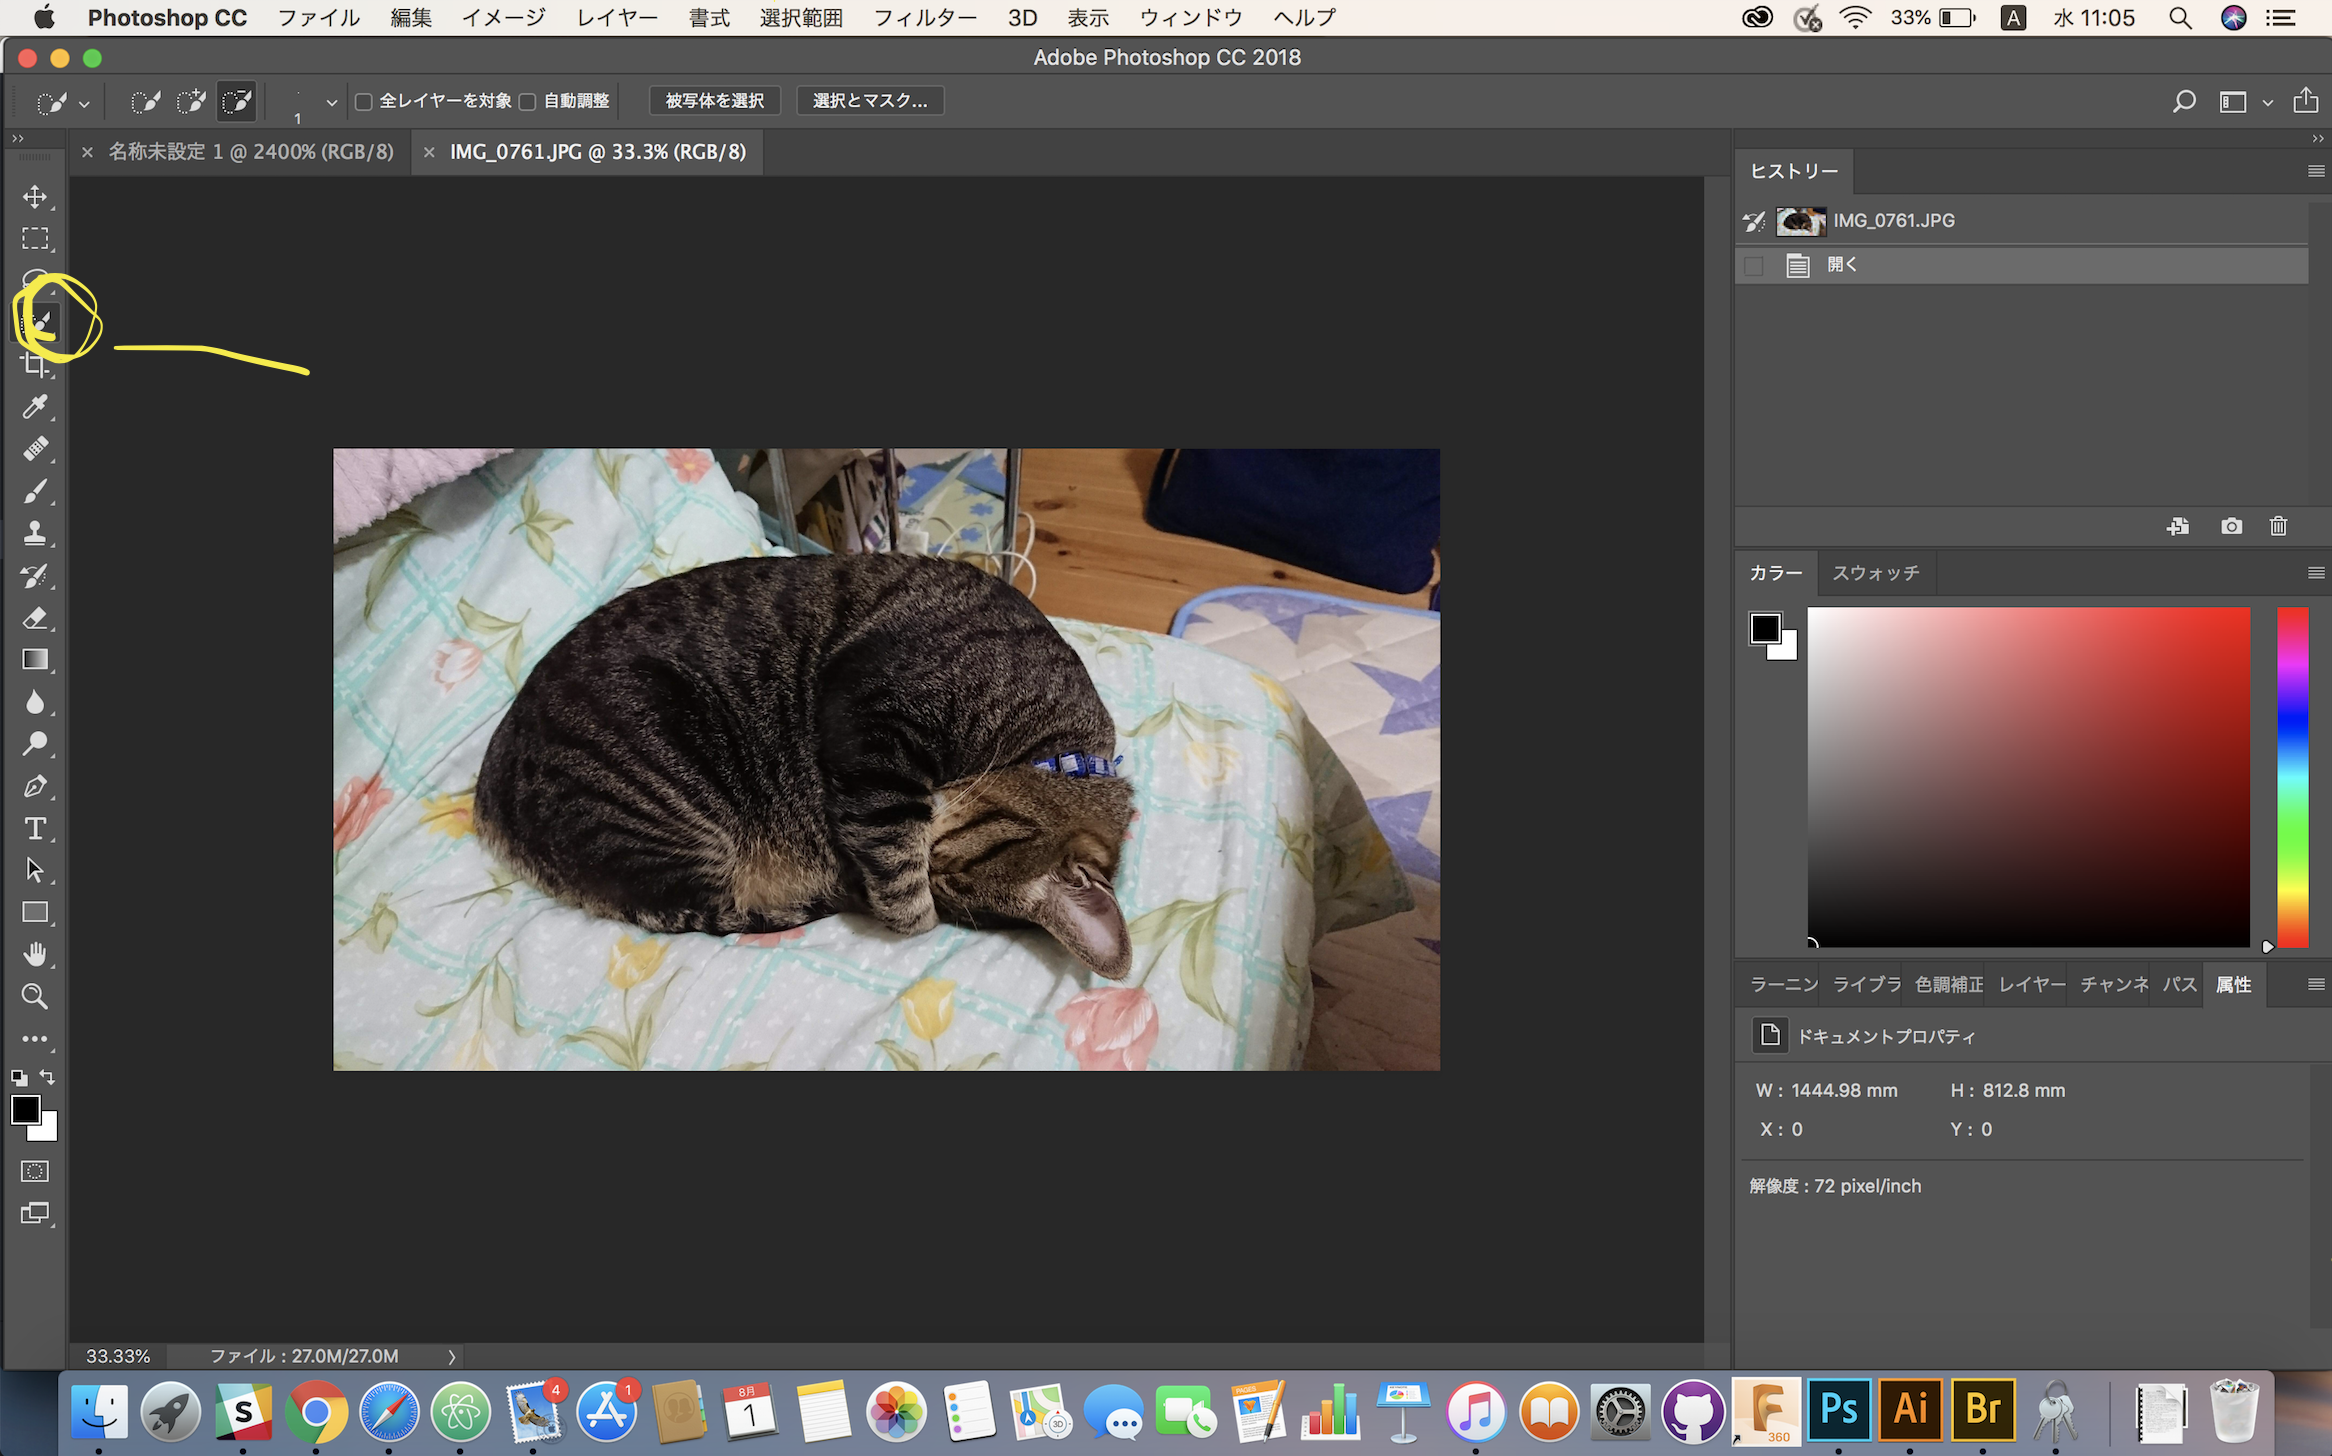 Photoshop CC ファイル 編集 イメージ レイヤー 書式 選択範囲 フィルター 3D 表示 ウィンドウ ヘルプ 33% A 水 11:05
Adobe Photoshop CC 2018
1 全レイヤーを対象 自動調整 被写体を選択 選択とマスク...
名称未設定 1 @ 2400% (RGB/8) IMG_0761.JPG @ 33.3% (RGB/8)
ヒストリー
IMG_0761.JPG
開く
カラー スウォッチ
ラーニン ライブラ 色調補正 レイヤー チャンネ パス 属性
ドキュメントプロパティ
W : 1444.98 mm H : 812.8 mm
X : 0 Y : 0
解像度 : 72 pixel/inch
33.33% ファイル : 27.0M/27.0M
S 4 1 8月 1 3D PAGES F 360 Ps Ai Br